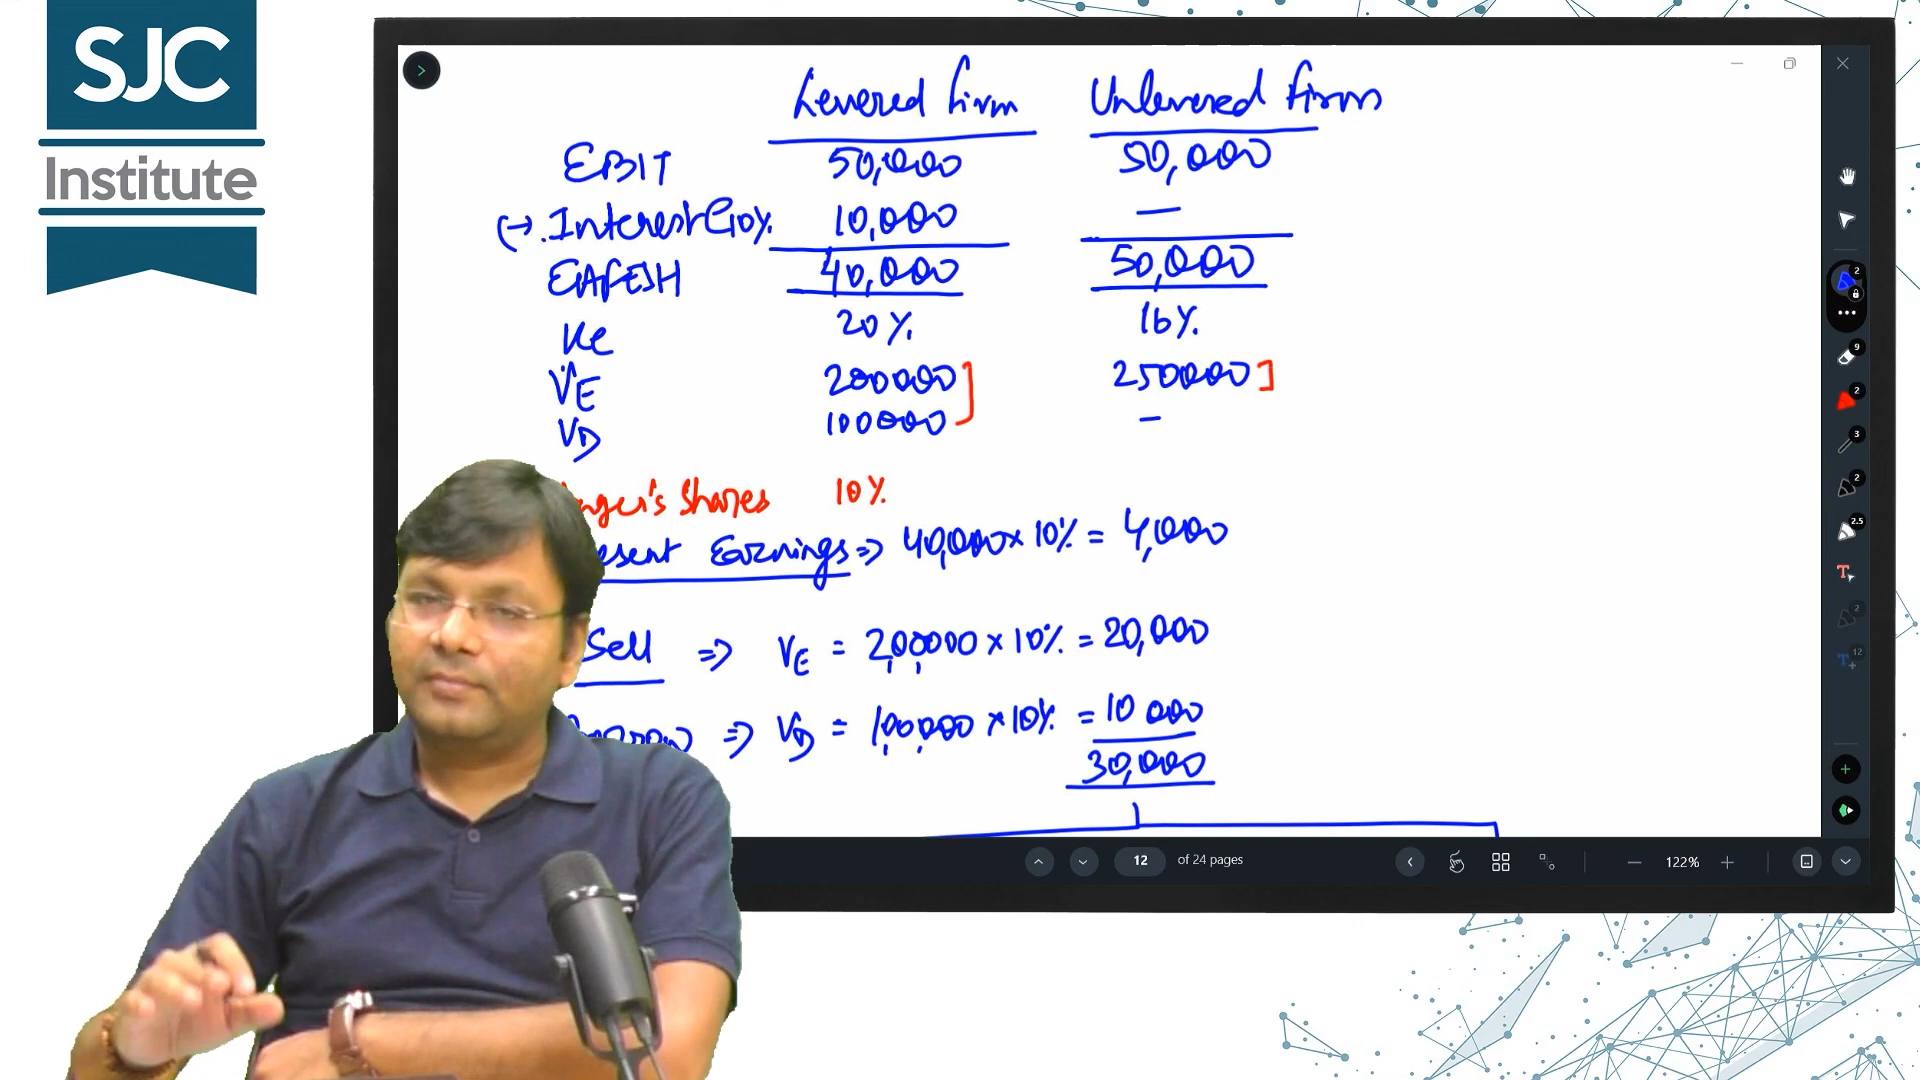 SJC
Institute
Levered firm Unlevered firm
EBIT 50,000 50,000
(-) Interest@10% 10,000 —
EAFESH 40,000 50,000
Ke 20% 16%
VE 200000 250000
VD 100000 —
nger's Shares 10%
esent Earnings => 40,000 x 10% = 4,000
Sell => VE = 2,00,000 x 10% = 20,000
=> VD = 1,00,000 x 10% = 10 000
30,000
12 of 24 pages 122%